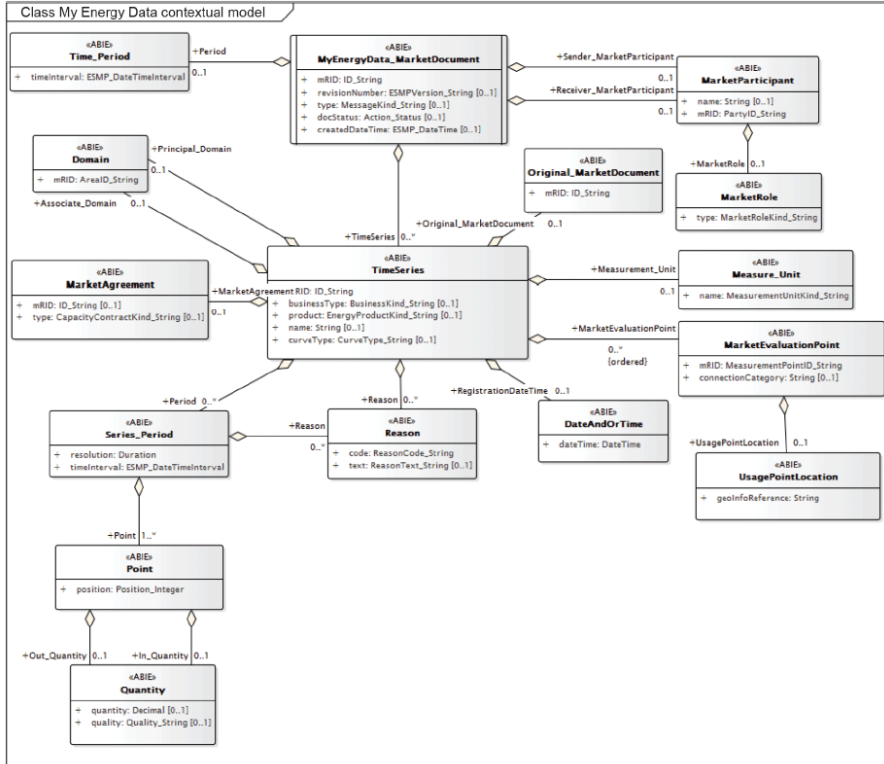 Class My Energy Data contextual model
«ABIE»
Time_Period
+ timeInterval: ESMP_DateTimeInterval
+Period
0..1
«ABIE»
MyEnergyData_MarketDocument
+ mRID: ID_String
+ revisionNumber: ESMPVersion_String [0..1]
+ type: MessageKind_String [0..1]
+ docStatus: Action_Status [0..1]
+ createdDateTime: ESMP_DateTime [0..1]
+Sender_MarketParticipant
0..1
+Receiver_MarketParticipant
0..1
«ABIE»
MarketParticipant
+ name: String [0..1]
+ mRID: PartyID_String
+MarketRole 0..1
«ABIE»
MarketRole
+ type: MarketRoleKind_String
«ABIE»
Domain
+ mRID: AreaID_String
+Principal_Domain
0..1
+Associate_Domain
0..1
«ABIE»
Original_MarketDocument
+ mRID: ID_String
+Original_MarketDocument 0..1
+TimeSeries 0..*
«ABIE»
TimeSeries
RID: ID_String
+ businessType: BusinessKind_String [0..1]
+ product: EnergyProductKind_String [0..1]
+ name: String [0..1]
+ curveType: CurveType_String [0..1]
«ABIE»
MarketAgreement
+ mRID: ID_String
+ type: CapacityContractKind_String [0..1]
+MarketAgreement
0..1
+Measurement_Unit
0..1
«ABIE»
Measure_Unit
+ name: MeasurementUnitKind_String
+MarketEvaluationPoint
0..*
{ordered}
«ABIE»
MarketEvaluationPoint
+ mRID: MeasurementPointID_String
+ connectionCategory: String [0..1]
+UsagePointLocation 0..1
«ABIE»
UsagePointLocation
+ geoInfoReference: String
+Period 0..*
+Reason 0..*
+RegistrationDateTime 0..1
«ABIE»
Series_Period
+ resolution: Duration
+ timeInterval: ESMP_DateTimeInterval
+Reason
0..*
«ABIE»
Reason
+ code: ReasonCode_String
+ text: ReasonText_String [0..1]
«ABIE»
DateAndOrTime
+ dateTime: DateTime
+Point 1..*
«ABIE»
Point
+ position: Position_Integer
+Out_Quantity 0..1
+In_Quantity 0..1
«ABIE»
Quantity
+ quantity: Decimal [0..1]
+ quality: Quality_String [0..1]